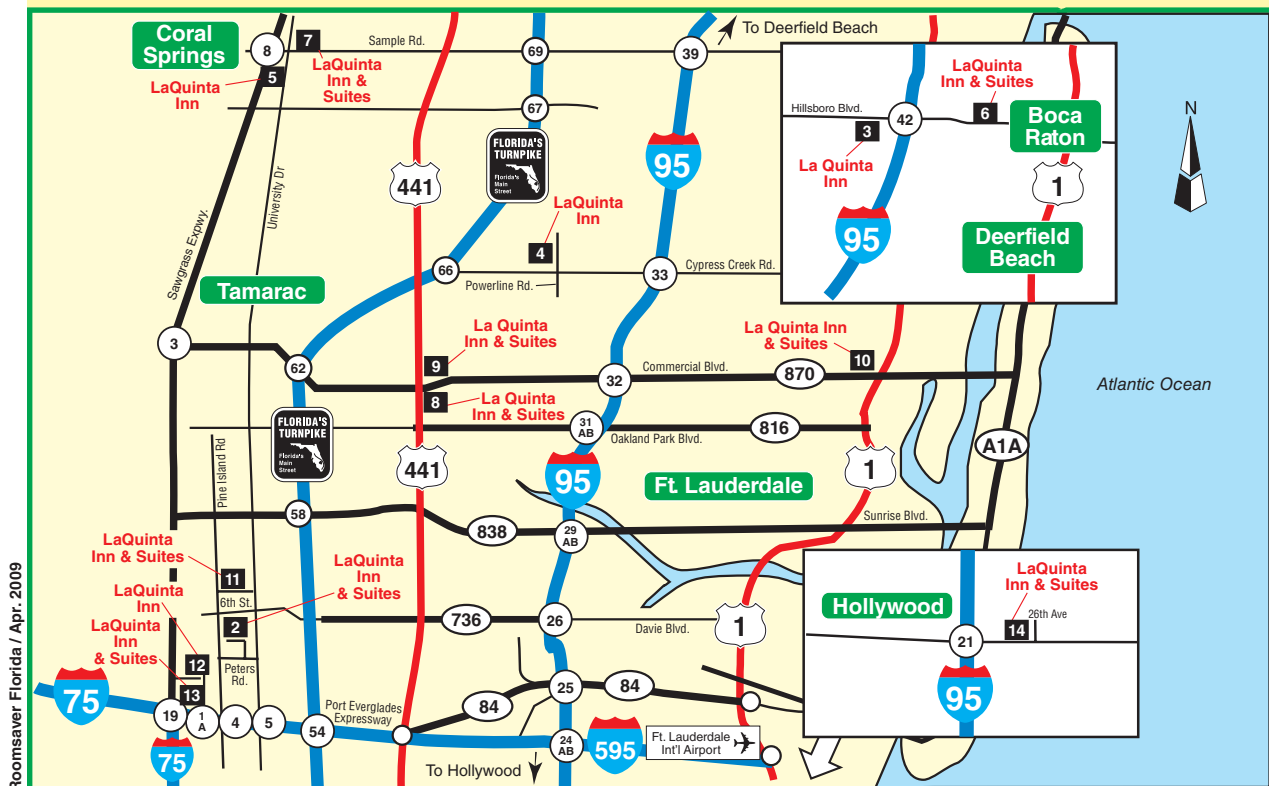 Coral
Springs
8
7
Sample Rd.
69
39
To Deerfield Beach
LaQuinta
Inn &
Suites
5
LaQuinta
Inn
67
FLORIDA'S
TURNPIKE
Florida's
Main
Street
441
95
University Dr
Sawgrass Expwy.
LaQuinta
Inn
4
66
Powerline Rd.
33
Cypress Creek Rd.
Tamarac
LaQuinta
Inn & Suites
Hillsboro Blvd.
42
6
3
La Quinta
Inn
Boca
Raton
1
95
Deerfield
Beach
N
3
62
La Quinta
Inn & Suites
9
8
La Quinta
Inn & Suites
32
Commercial Blvd.
870
La Quinta Inn
& Suites
10
Atlantic Ocean
FLORIDA'S
TURNPIKE
Florida's
Main
Street
31
AB
Oakland Park Blvd.
816
A1A
Pine Island Rd
441
95
1
Ft. Lauderdale
58
838
29
AB
Sunrise Blvd.
LaQuinta
Inn & Suites
11
LaQuinta
Inn
& Suites
6th St.
2
LaQuinta
Inn
LaQuinta
Inn
& Suites
12
13
Peters
Rd.
736
26
Davie Blvd.
1
Hollywood
LaQuinta
Inn & Suites
14
26th Ave
21
95
75
19
1
A
4
5
54
75
Port Everglades
Expressway
84
25
84
24
AB
595
Ft. Lauderdale
Int'l Airport
To Hollywood
Roomsaver Florida / Apr. 2009